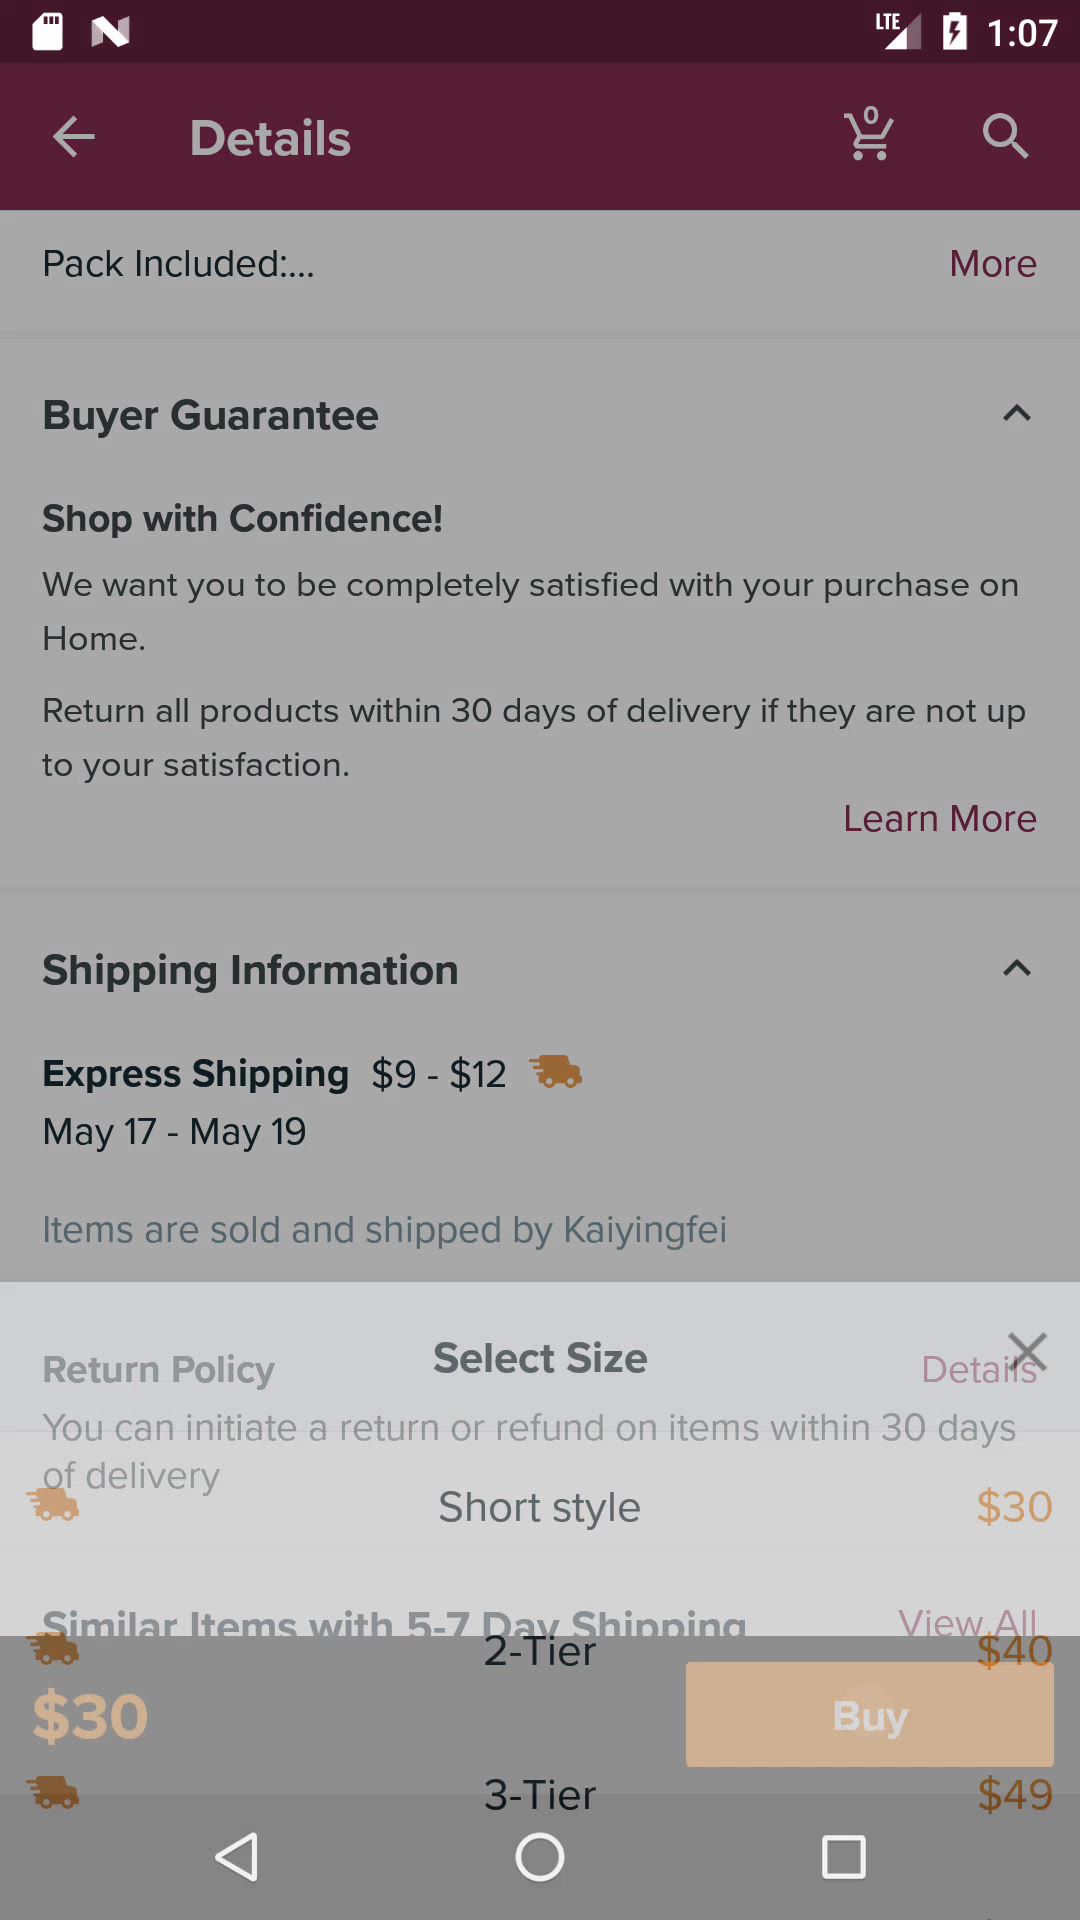 LTE 1:07
Details 0
Pack Included:... More
Buyer Guarantee
Shop with Confidence!
We want you to be completely satisfied with your purchase on
Home.
Return all products within 30 days of delivery if they are not up
to your satisfaction.
Learn More
Shipping Information
Express Shipping $9 - $12
May 17 - May 19
Items are sold and shipped by Kaiyingfei
Select Size
Return Policy Details
You can initiate a return or refund on items within 30 days
of delivery
Short style $30
Similar Items with 5-7 Day Shipping View All
2-Tier $40
$30 Buy
3-Tier $49